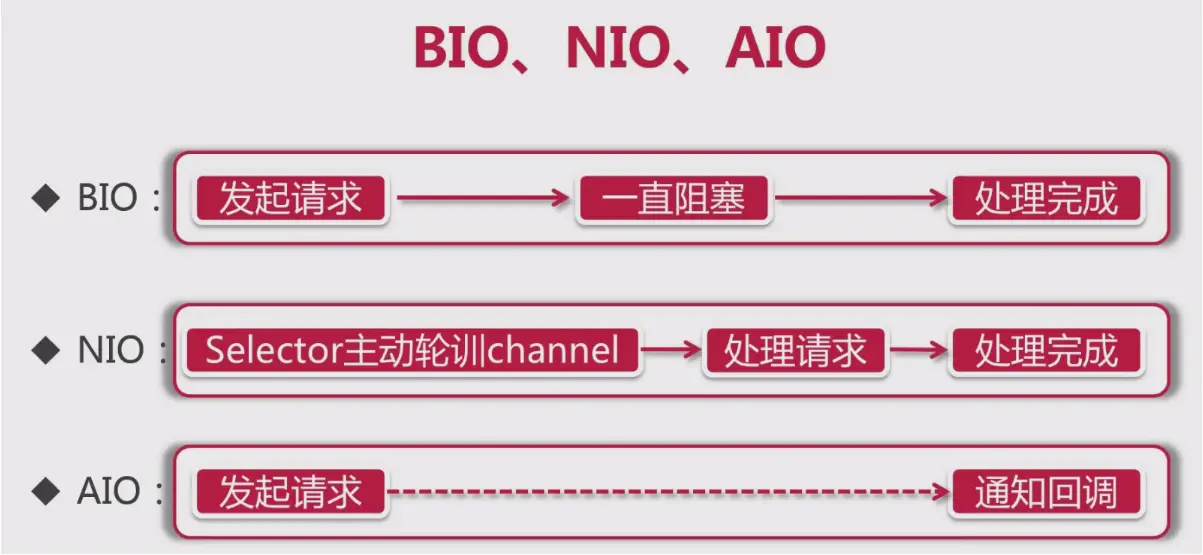 BIO、NIO、AIO
◆ BIO： 发起请求 一直阻塞 处理完成
◆ NIO： Selector主动轮训channel 处理请求 处理完成
◆ AIO： 发起请求 通知回调